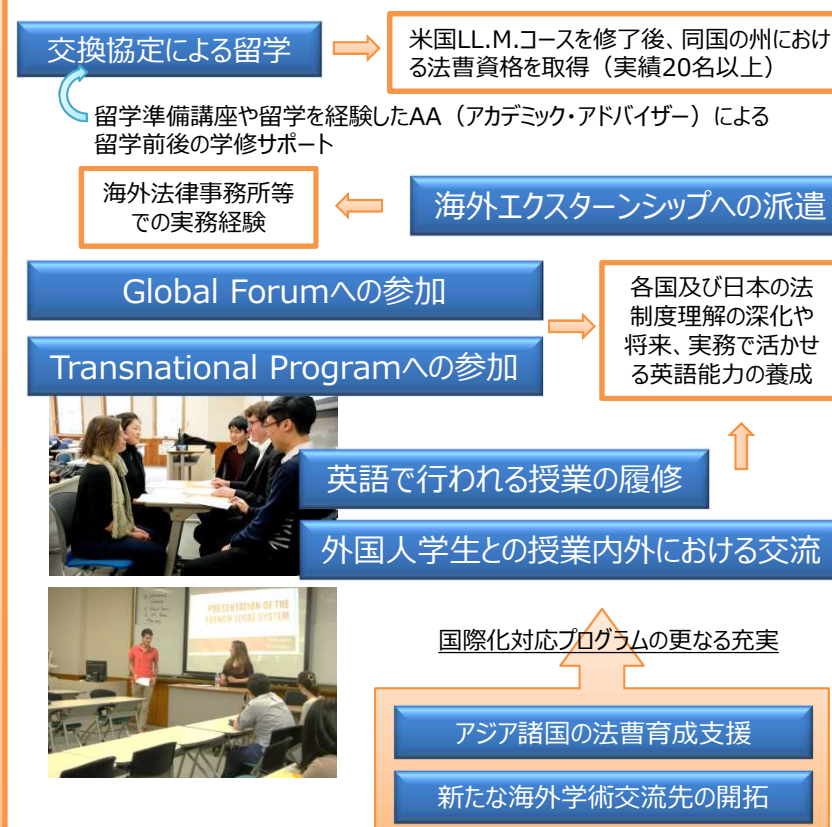 交換協定による留学
米国LL.M.コースを修了後、同国の州におけ
る法曹資格を取得（実績20名以上）
留学準備講座や留学を経験したAA（アカデミック・アドバイザー）による
留学前後の学修サポート
海外法律事務所等
での実務経験
海外エクスターンシップへの派遣
Global Forumへの参加
Transnational Programへの参加
各国及び日本の法
制度理解の深化や
将来、実務で活かせ
る英語能力の養成
英語で行われる授業の履修
外国人学生との授業内外における交流
PRESENTATION OF THE
FRENCH LEGAL SYSTEM
国際化対応プログラムの更なる充実
アジア諸国の法曹育成支援
新たな海外学術交流先の開拓